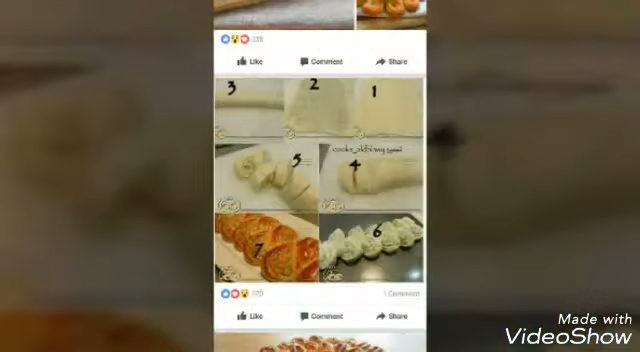 Like Comment Share
3 2 1
5 4
7 6
1 Comment
Like Comment Share
Made with
VideoShow